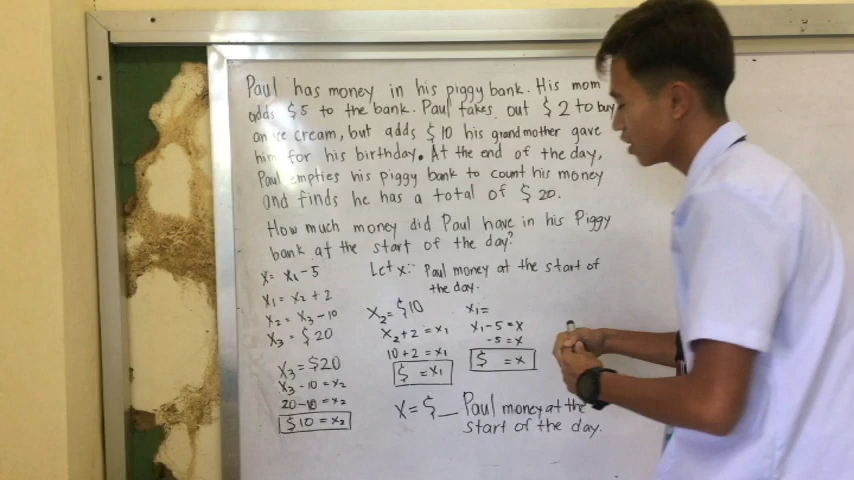 Paul has money in his piggy bank. His mom
adds $5 to the bank. Paul takes out $2 to buy
an ice cream, but adds $10 his grandmother gave
him for his birthday. At the end of the day,
Paul empties his piggy bank to count his money
and finds he has a total of $20.
How much money did Paul have in his Piggy
bank at the start of the day?
Let x: Paul money at the start of
the day.
x = x₁ - 5
x₁ = x₂ + 2
x₂ = x₃ - 10
x₃ = $20
x₃ = $20
x₃ - 10 = x₂
20 - 10 = x₂
$10 = x₂
x₂ = $10
x₂ + 2 = x₁
10 + 2 = x₁
$ = x₁
x₁ =
x₁ - 5 = x
- 5 = x
$ = x
x = $__ Paul money at the
start of the day.